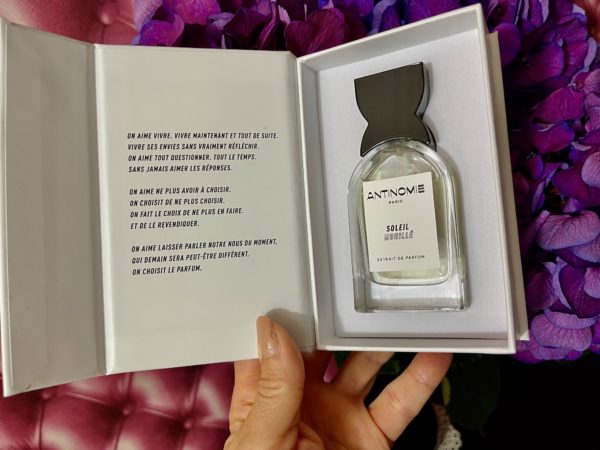 ON AIME VIVRE. VIVRE MAINTENANT ET TOUT DE SUITE.
VIVRE SES ENVIES SANS VRAIMENT RÉFLÉCHIR.
ON AIME TOUT QUESTIONNER. TOUT LE TEMPS.
SANS JAMAIS AIMER LES RÉPONSES.
ON AIME NE PLUS AVOIR À CHOISIR.
ON CHOISIT DE NE PLUS CHOISIR.
ON FAIT LE CHOIX DE NE PLUS EN FAIRE.
ET DE LE REVENDIQUER.
ON AIME LAISSER PARLER NOTRE NOUS DU MOMENT,
QUI DEMAIN SERA PEUT-ÊTRE DIFFÉRENT.
ON CHOISIT LE PARFUM.
ANTINOMIE
PARIS
SOLEIL
MOUILLÉ
EXTRAIT DE PARFUM